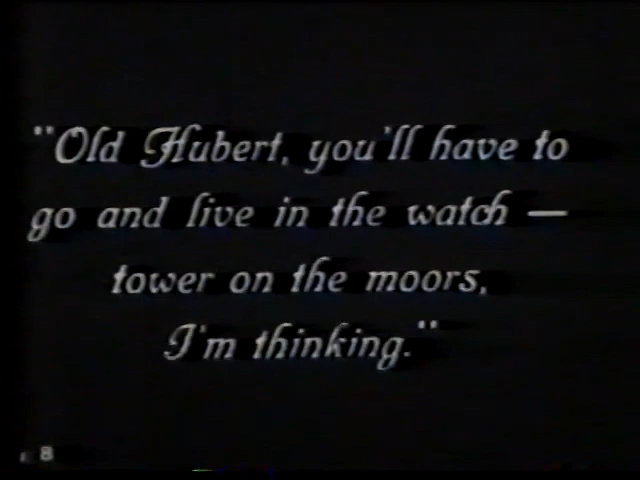 "Old Hubert, you'll have to
go and live in the watch —
tower on the moors,
I'm thinking."
8